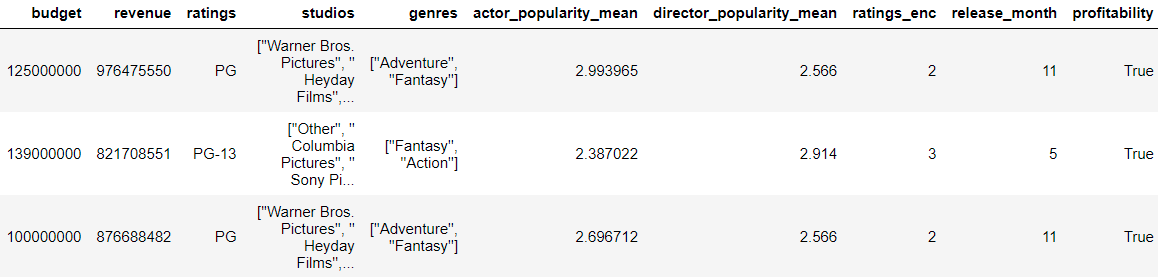 budget revenue ratings studios genres actor_popularity_mean director_popularity_mean ratings_enc release_month profitability
["Warner Bros.
Pictures", "
Heyday
Films",...
125000000 976475550 PG ["Adventure",
"Fantasy"] 2.993965 2.566 2 11 True
["Other", "
Columbia
Pictures", "
Sony Pi...
139000000 821708551 PG-13 ["Fantasy",
"Action"] 2.387022 2.914 3 5 True
["Warner Bros.
Pictures", "
Heyday
Films",...
100000000 876688482 PG ["Adventure",
"Fantasy"] 2.696712 2.566 2 11 True